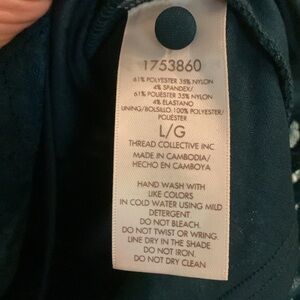 1753860
61% POLYESTER 35% NYLON
4% SPANDEX/
61% POLIÉSTER 35% NYLON
4% ELASTANO
LINING/BOLSILLO:100% POLYESTER/
POLIÉSTER
L/G
THREAD COLLECTIVE INC
MADE IN CAMBODIA/
HECHO EN CAMBOYA
HAND WASH WITH
LIKE COLORS
IN COLD WATER USING MILD
DETERGENT.
DO NOT BLEACH.
DO NOT TWIST OR WRING.
LINE DRY IN THE SHADE
DO NOT IRON.
DO NOT DRY CLEAN